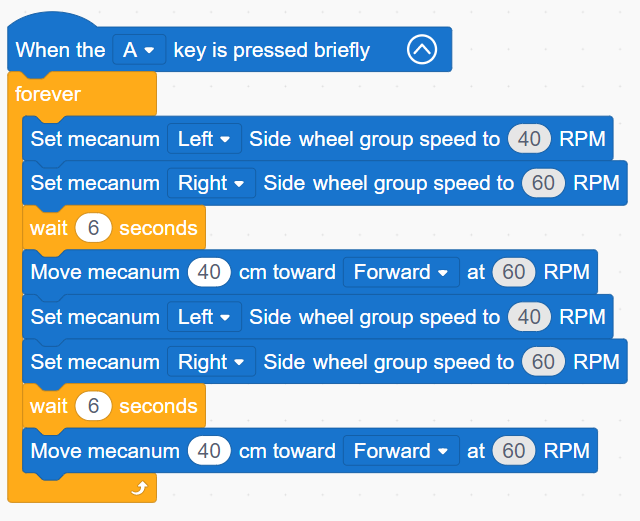 When the A key is pressed briefly
forever
Set mecanum Left Side wheel group speed to 40 RPM
Set mecanum Right Side wheel group speed to 60 RPM
wait 6 seconds
Move mecanum 40 cm toward Forward at 60 RPM
Set mecanum Left Side wheel group speed to 40 RPM
Set mecanum Right Side wheel group speed to 60 RPM
wait 6 seconds
Move mecanum 40 cm toward Forward at 60 RPM